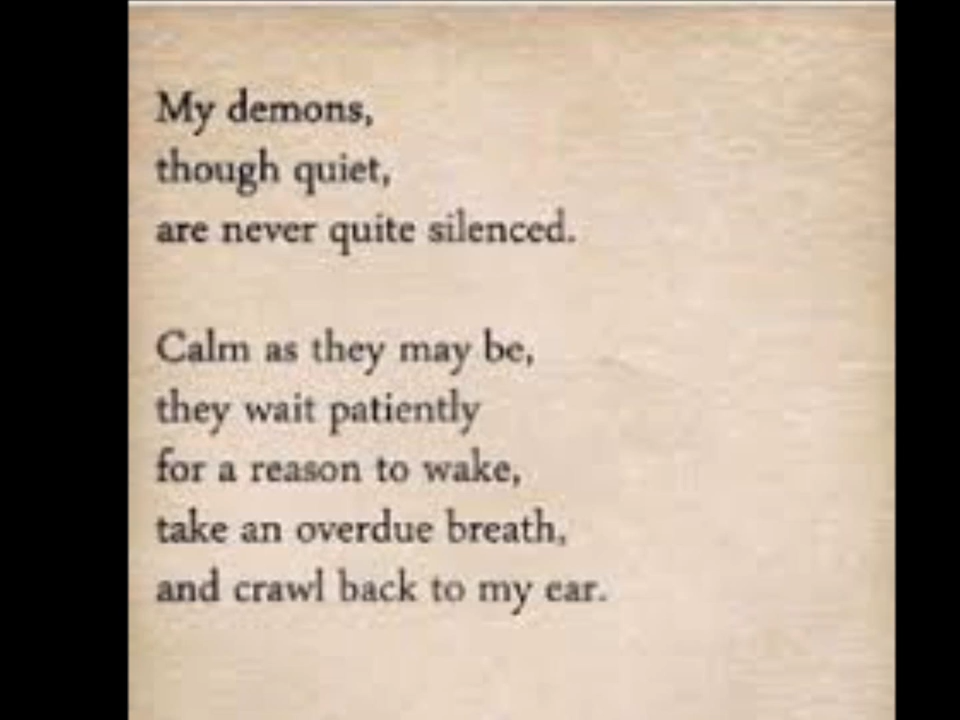 My demons,
though quiet,
are never quite silenced.
Calm as they may be,
they wait patiently
for a reason to wake,
take an overdue breath,
and crawl back to my ear.